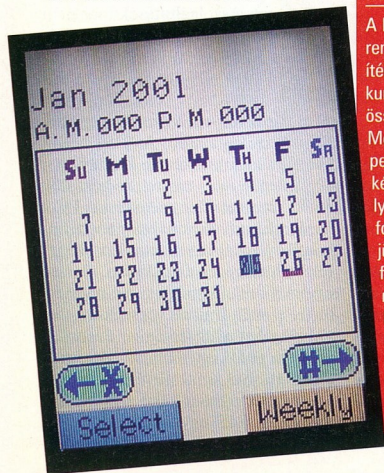 Jan 2001
A.M.000 P.M.000
Su M Tu W Th F Sa
1 2 3 4 5 6
7 8 9 10 11 12 13
14 15 16 17 18 19 20
21 22 23 24 26 27
28 29 30 31
←* #→
Select Weekly